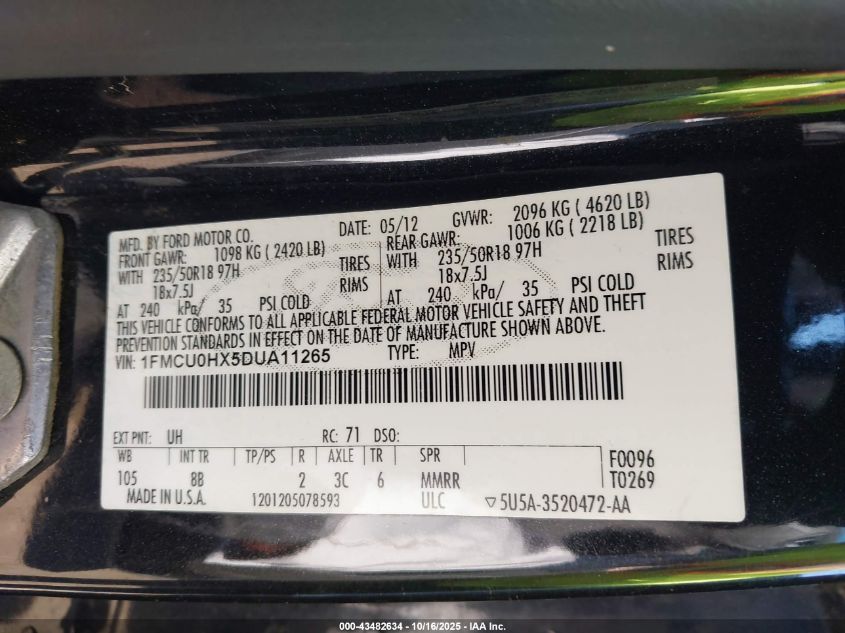 MFD. BY FORD MOTOR CO. DATE: 05/12 GVWR: 2096 KG ( 4620 LB)
FRONT GAWR: 1098 KG ( 2420 LB) REAR GAWR: 1006 KG ( 2218 LB)
WITH 235/50R18 97H TIRES WITH 235/50R18 97H TIRES
18x7.5J RIMS 18x7.5J RIMS
AT 240 kPa/ 35 PSI COLD AT 240 kPa/ 35 PSI COLD
THIS VEHICLE CONFORMS TO ALL APPLICABLE FEDERAL MOTOR VEHICLE SAFETY AND THEFT
PREVENTION STANDARDS IN EFFECT ON THE DATE OF MANUFACTURE SHOWN ABOVE.
VIN: 1FMCU0HX5DUA11265 TYPE: MPV
EXT PNT: UH RC: 71 DSO:
WB INT TR TP/PS R AXLE TR SPR F0096
105 8B 2 3C 6 MMRR T0269
MADE IN U.S.A. 1201205078593 ULC ▽5U5A-3520472-AA
000-43482634 - 10/16/2025 - IAA Inc.